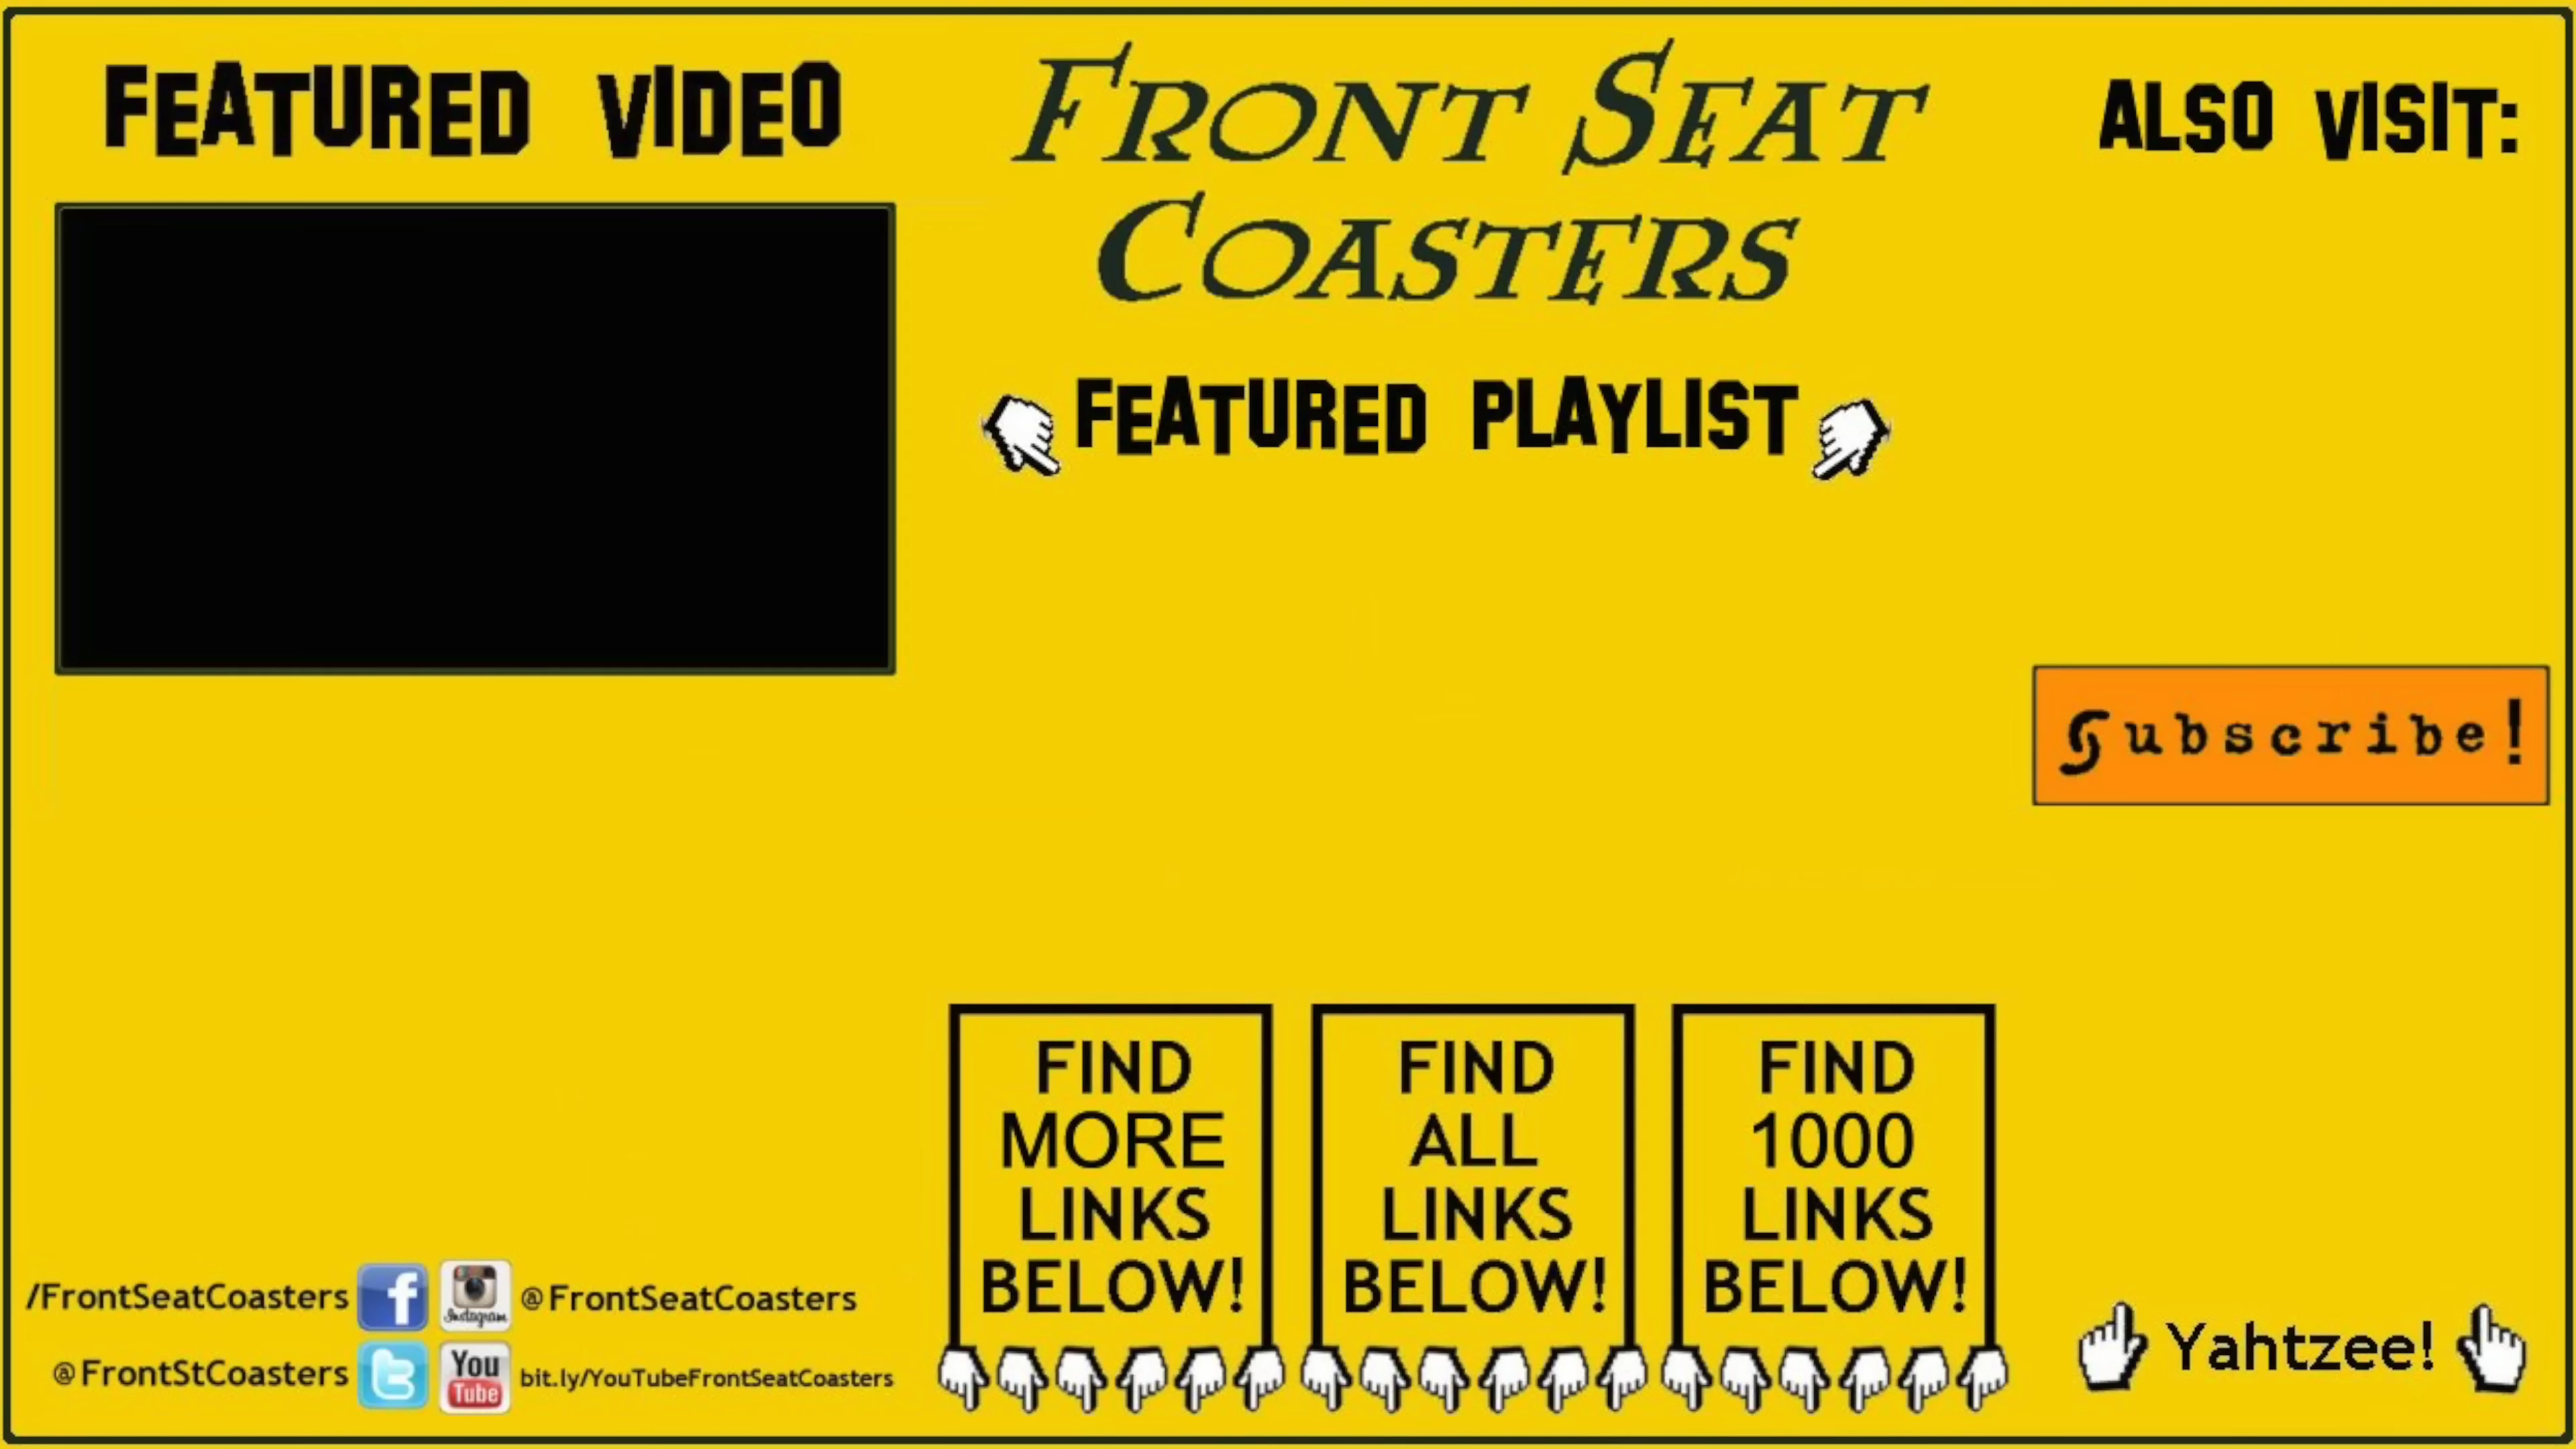 FEATURED VIDEO
FRONT SEAT
COASTERS
ALSO VISIT:
FEATURED PLAYLIST
Subscribe!
FIND
MORE
LINKS
BELOW!
FIND
ALL
LINKS
BELOW!
FIND
1000
LINKS
BELOW!
/FrontSeatCoasters
f
Instagram
@FrontSeatCoasters
@FrontStCoasters
t
You
Tube
bit.ly/YouTubeFrontSeatCoasters
Yahtzee!